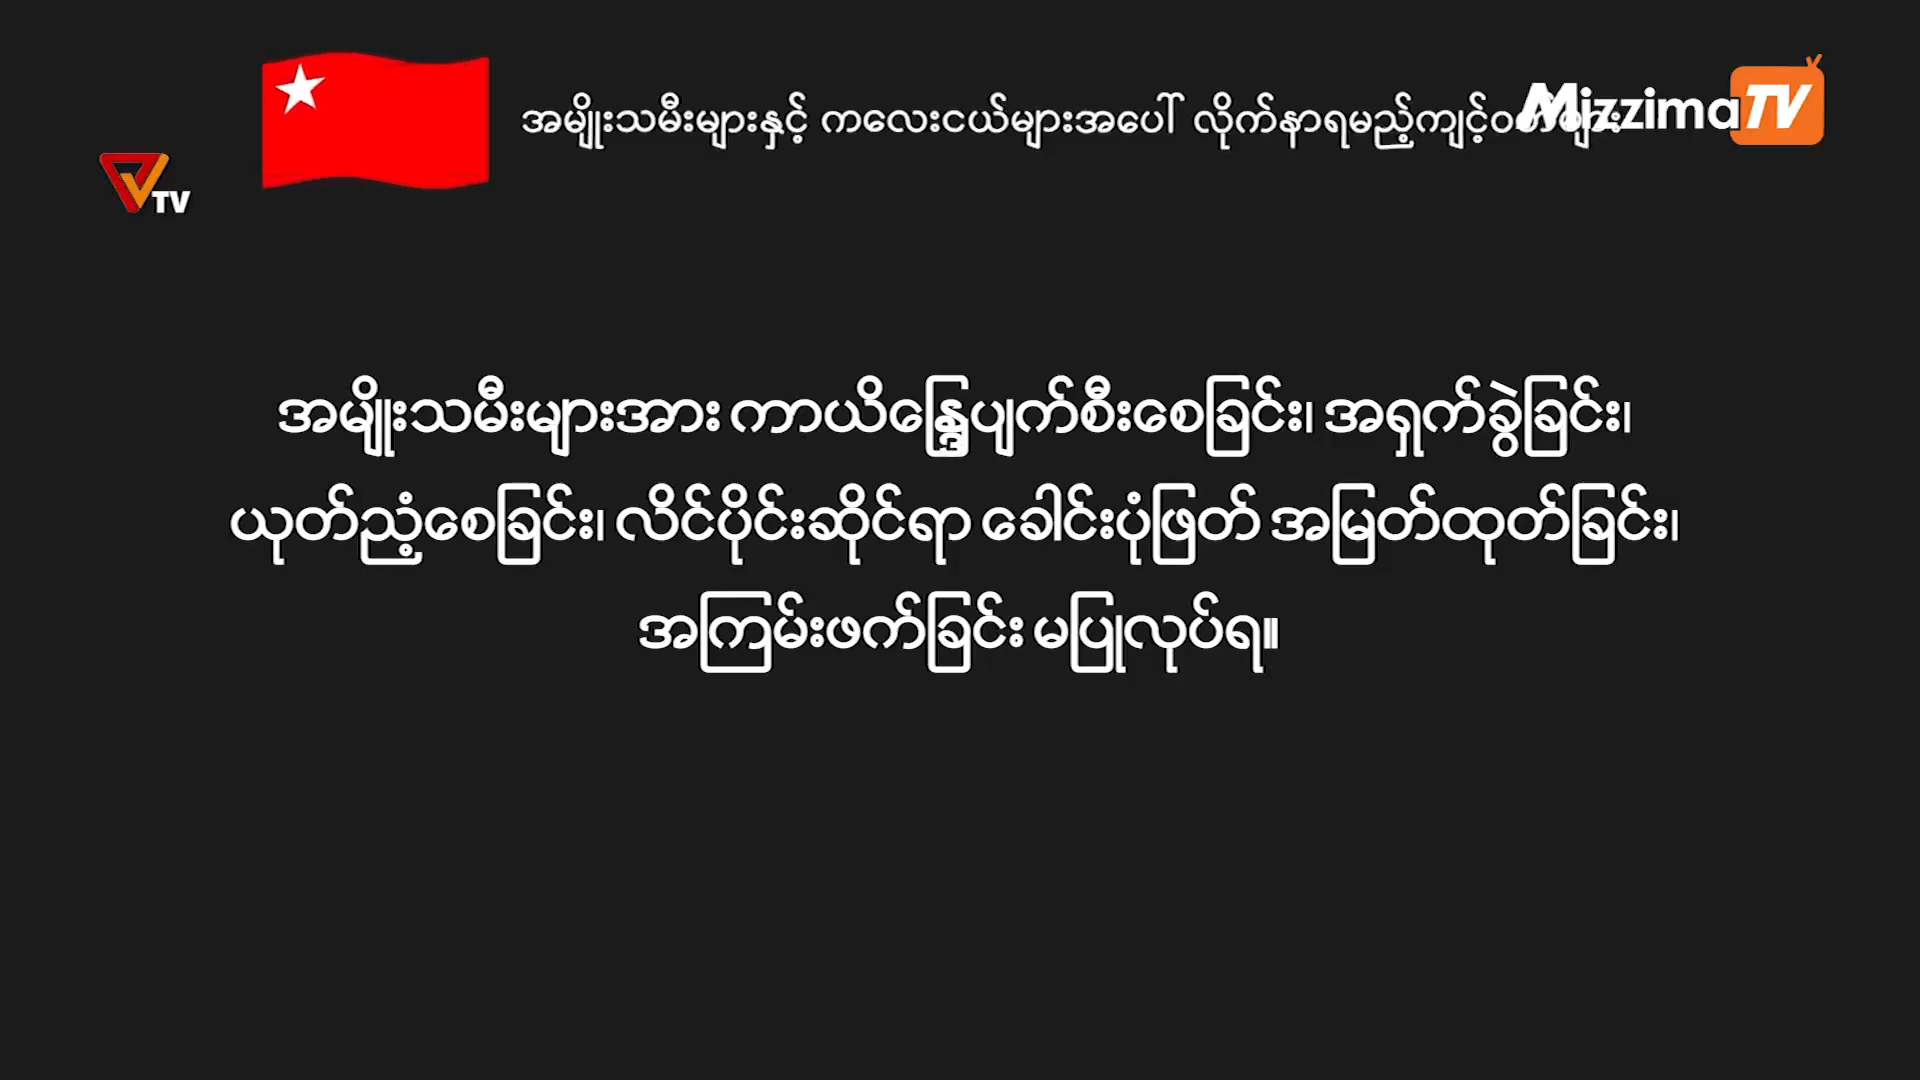 အမျိုးသမီးများနှင့် ကလေးငယ်များအပေါ် လိုက်နာရမည့်ကျင့်ဝတ်များ
MizzimaTV
TV
အမျိုးသမီးများအား ကာယိန္ဒြေပျက်စီးစေခြင်း၊ အရှက်ခွဲခြင်း၊
ယုတ်ညံ့စေခြင်း၊ လိင်ပိုင်းဆိုင်ရာ ခေါင်းပုံဖြတ် အမြတ်ထုတ်ခြင်း၊
အကြမ်းဖက်ခြင်း မပြုလုပ်ရ။